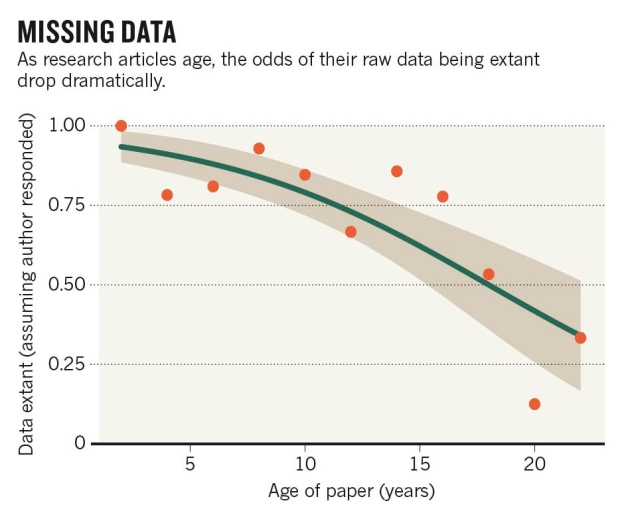 MISSING DATA
As research articles age, the odds of their raw data being extant
drop dramatically.
Data extant (assuming author responded)
1.00
0.75
0.50
0.25
0
5
10
15
20
Age of paper (years)